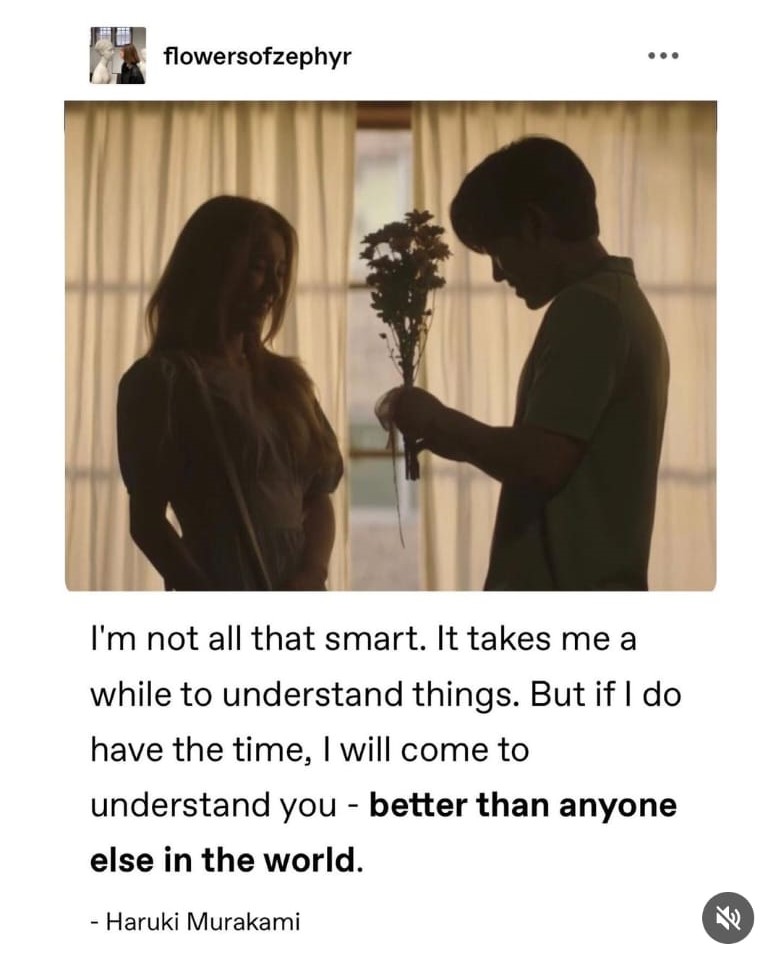 flowersofzephyr
I'm not all that smart. It takes me a
while to understand things. But if I do
have the time, I will come to
understand you - better than anyone
else in the world.
- Haruki Murakami